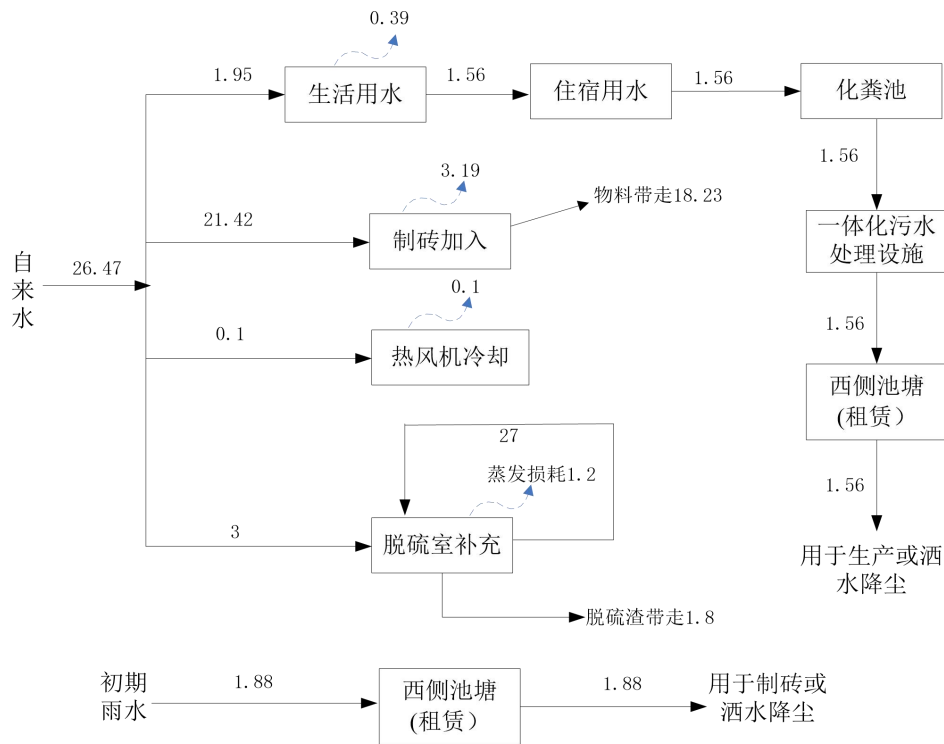 0.39
1.95
生活用水
1.56
住宿用水
1.56
化粪池
1.56
3.19
物料带走18.23
21.42
制砖加入
一体化污水
处理设施
自
来
水
26.47
0.1
1.56
0.1
热风机冷却
西侧池塘
(租赁）
27
蒸发损耗1.2
1.56
3
脱硫室补充
用于生产或洒
水降尘
脱硫渣带走1.8
初期
雨水
1.88
西侧池塘
(租赁）
1.88
用于制砖或
洒水降尘